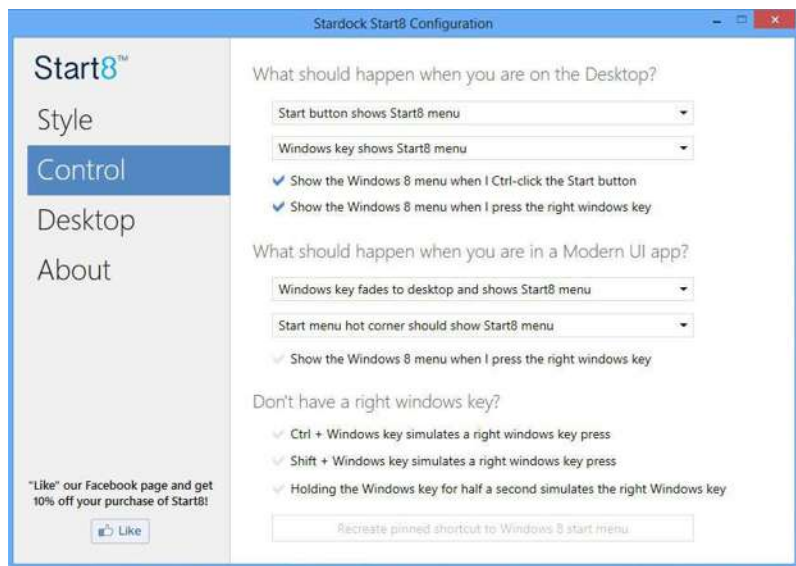 Stardock Start8 Configuration
Start8™
Style
Control
Desktop
About
"Like" our Facebook page and get
10% off your purchase of Start8!
Like
What should happen when you are on the Desktop?
Start button shows Start8 menu
Windows key shows Start8 menu
Show the Windows 8 menu when I Ctrl-click the Start button
Show the Windows 8 menu when I press the right windows key
What should happen when you are in a Modern UI app?
Windows key fades to desktop and shows Start8 menu
Start menu hot corner should show Start8 menu
Show the Windows 8 menu when I press the right windows key
Don't have a right windows key?
Ctrl + Windows key simulates a right windows key press
Shift + Windows key simulates a right windows key press
Holding the Windows key for half a second simulates the right Windows key
Recreate pinned shortcut to Windows 8 start menu